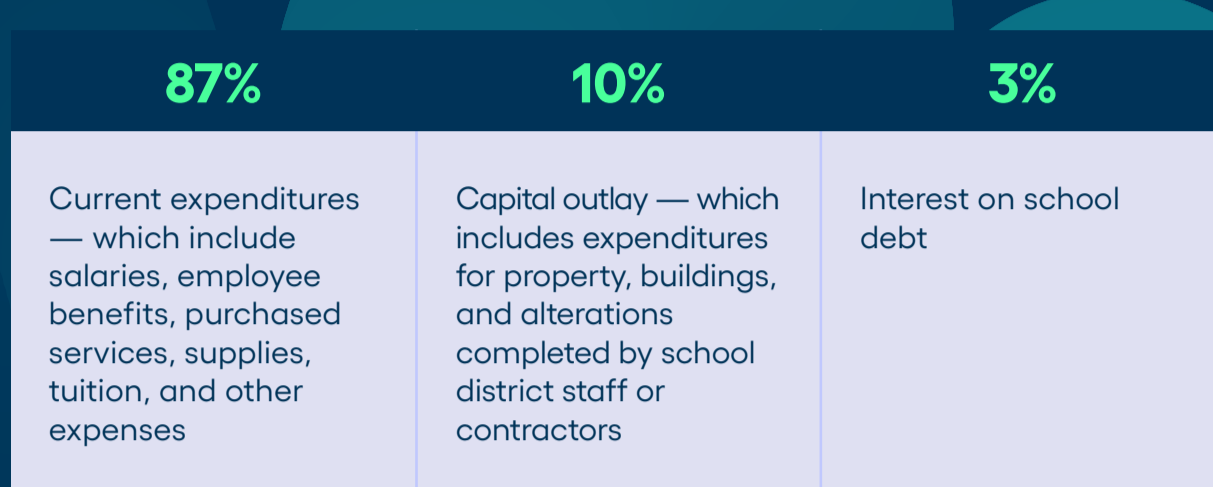 87%
10%
3%
Current expenditures
— which include
salaries, employee
benefits, purchased
services, supplies,
tuition, and other
expenses
Capital outlay — which
includes expenditures
for property, buildings,
and alterations
completed by school
district staff or
contractors
Interest on school
debt